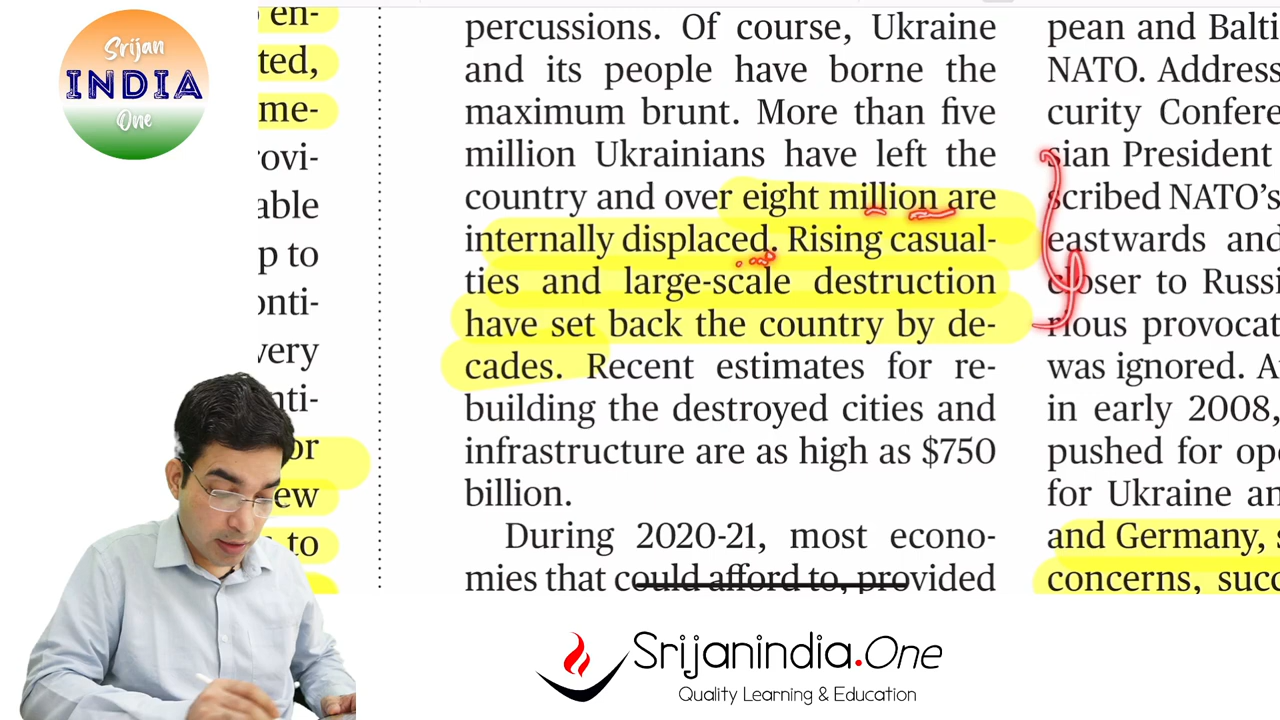 Srijan
INDIA
One
en-
ted,
me-
rovi-
able
p to
onti-
very
nti-
or
ew
to
percussions. Of course, Ukraine
and its people have borne the
maximum brunt. More than five
million Ukrainians have left the
country and over eight million are
internally displaced. Rising casual-
ties and large-scale destruction
have set back the country by de-
cades. Recent estimates for re-
building the destroyed cities and
infrastructure are as high as $750
billion.
During 2020-21, most econo-
mies that could afford to, provided
pean and Balti
NATO. Address
curity Confere
sian President
scribed NATO's
eastwards and
closer to Russi
rious provocat
was ignored. A
in early 2008,
pushed for ope
for Ukraine an
and Germany, s
concerns, succ
Srijanindia.One
Quality Learning & Education